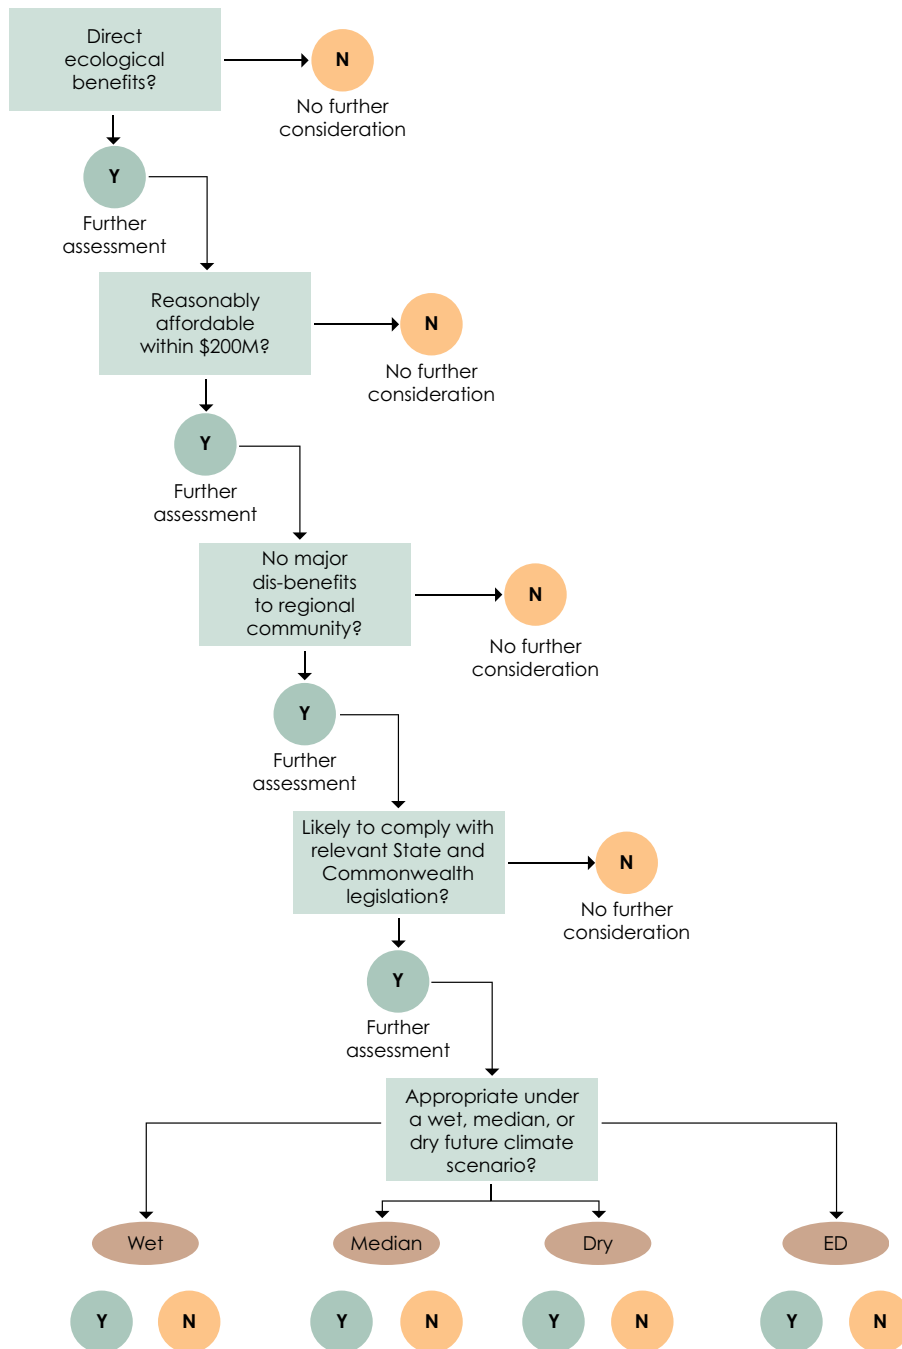 Direct
ecological
benefits?
N
No further
consideration
Y
Further
assessment
Reasonably
affordable
within $200M?
N
No further
consideration
Y
Further
assessment
No major
dis-benefits
to regional
community?
N
No further
consideration
Y
Further
assessment
Likely to comply with
relevant State and
Commonwealth
legislation?
N
No further
consideration
Y
Further
assessment
Appropriate under
a wet, median, or
dry future climate
scenario?
Wet
Median
Dry
ED
Y
N
Y
N
Y
N
Y
N